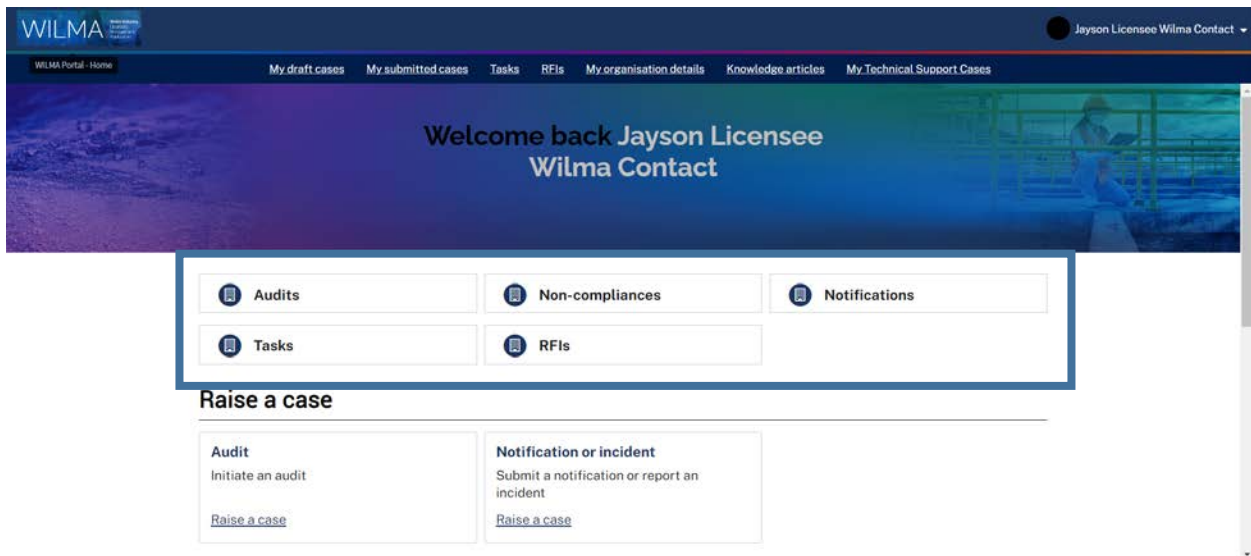 WILMA
Jayson Licensee Wilma Contact
WILMA Portal - Home
My draft cases My submitted cases Tasks RFIs My organisation details Knowledge articles My Technical Support Cases
Welcome back Jayson Licensee
Wilma Contact
Audits Non-compliances Notifications
Tasks RFIs
Raise a case
Audit
Initiate an audit
Raise a case
Notification or incident
Submit a notification or report an
incident
Raise a case